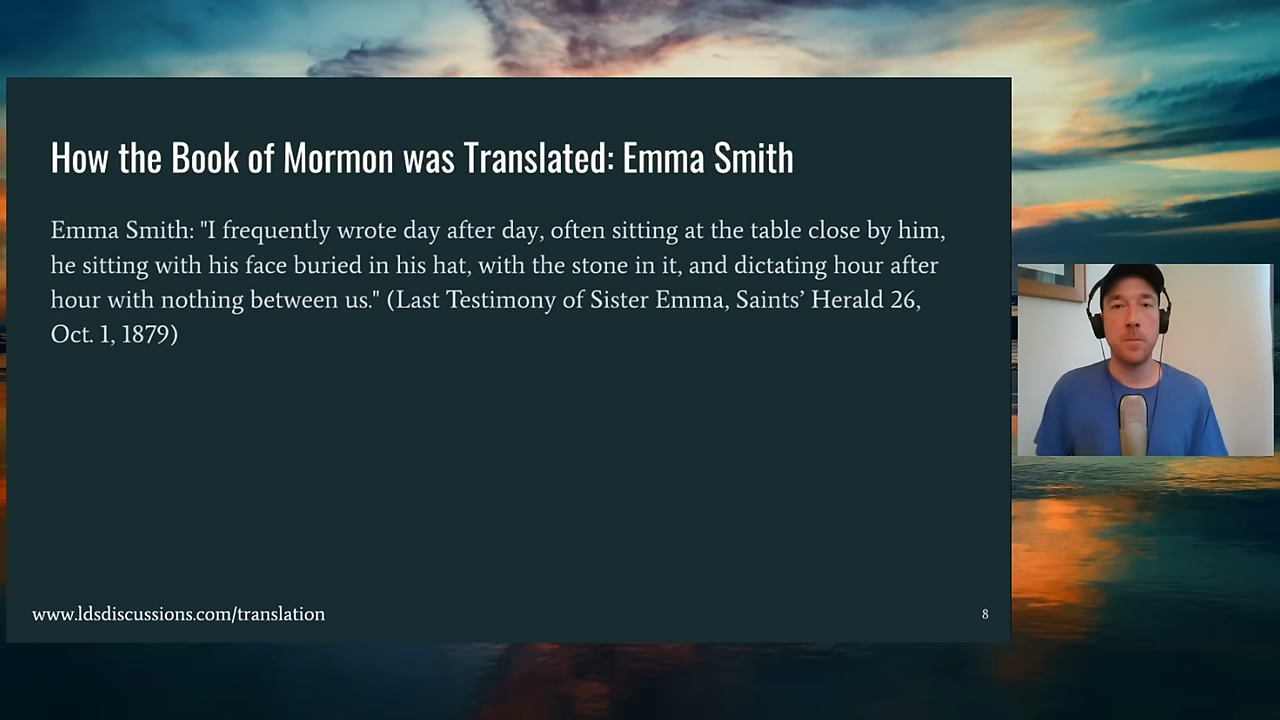 How the Book of Mormon was Translated: Emma Smith
Emma Smith: "I frequently wrote day after day, often sitting at the table close by him,
he sitting with his face buried in his hat, with the stone in it, and dictating hour after
hour with nothing between us." (Last Testimony of Sister Emma, Saints’ Herald 26,
Oct. 1, 1879)
www.ldsdiscussions.com/translation
8